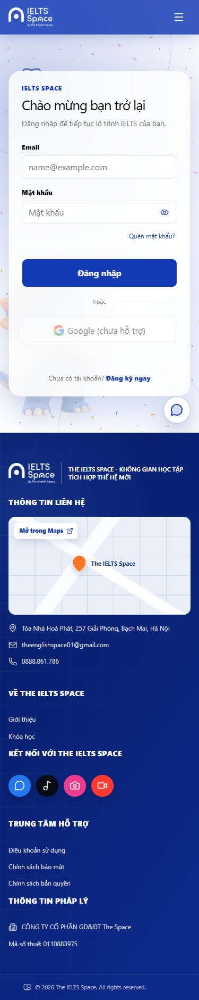 IELTS
Space
by The English Space
IELTS SPACE
Chào mừng bạn trở lại
Đăng nhập để tiếp tục lộ trình IELTS của bạn.
Email
name@example.com
Mật khẩu
Mật khẩu
Quên mật khẩu?
Đăng nhập
hoặc
Google (chưa hỗ trợ)
Chưa có tài khoản? Đăng ký ngay
IELTS
Space
by The English Space
THE IELTS SPACE - KHÔNG GIAN HỌC TẬP
TÍCH HỢP THẾ HỆ MỚI
THÔNG TIN LIÊN HỆ
Mở trong Maps
The IELTS Space
Tòa Nhà Hoà Phát, 257 Giải Phóng, Bạch Mai, Hà Nội
theenglishspace01@gmail.com
0888.861.786
VỀ THE IELTS SPACE
Giới thiệu
Khóa học
KẾT NỐI VỚI THE IELTS SPACE
TRUNG TÂM HỖ TRỢ
Điều khoản sử dụng
Chính sách bảo mật
Chính sách bản quyền
THÔNG TIN PHÁP LÝ
CÔNG TY CỔ PHẦN GD&ĐT The Space
Mã số thuế: 0110883975
© 2026 The IELTS Space. All rights reserved.